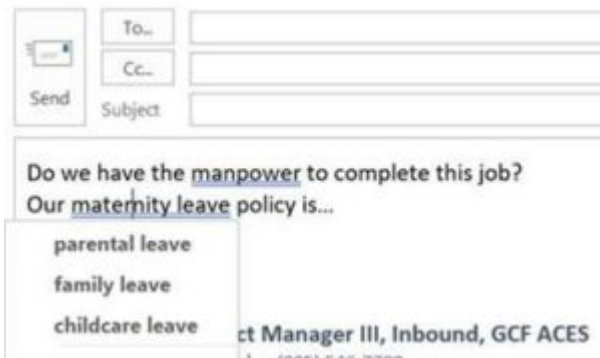 To...
Cc...
Send
Subject
Do we have the manpower to complete this job?
Our maternity leave policy is...
parental leave
family leave
childcare leave
ct Manager III, Inbound, GCF ACES